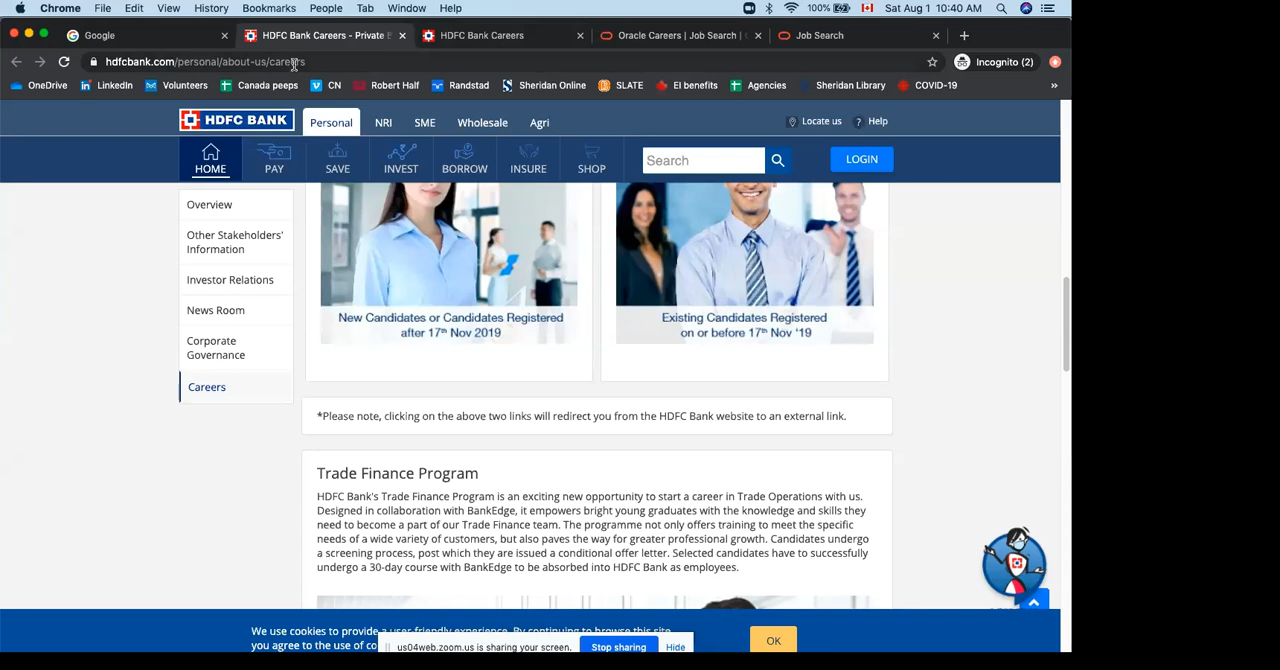 Chrome File Edit View History Bookmarks People Tab Window Help 100% Sat Aug 1 10:40 AM
Google HDFC Bank Careers - Private B HDFC Bank Careers Oracle Careers | Job Search | Job Search
hdfcbank.com/personal/about-us/careers Incognito (2)
OneDrive LinkedIn Volunteers Canada peeps CN Robert Half Randstad Sheridan Online SLATE EI benefits Agencies Sheridan Library COVID-19 »
HDFC BANK Personal NRI SME Wholesale Agri Locate us Help
HOME PAY SAVE INVEST BORROW INSURE SHOP Search LOGIN
Overview
Other Stakeholders'
Information
Investor Relations
News Room
Corporate
Governance
Careers
New Candidates or Candidates Registered
after 17th Nov 2019
Existing Candidates Registered
on or before 17th Nov '19
*Please note, clicking on the above two links will redirect you from the HDFC Bank website to an external link.
Trade Finance Program
HDFC Bank's Trade Finance Program is an exciting new opportunity to start a career in Trade Operations with us.
Designed in collaboration with BankEdge, it empowers bright young graduates with the knowledge and skills they
need to become a part of our Trade Finance team. The programme not only offers training to meet the specific
needs of a wide variety of customers, but also paves the way for greater professional growth. Candidates undergo
a screening process, post which they are issued a conditional offer letter. Selected candidates have to successfully
undergo a 30-day course with BankEdge to be absorbed into HDFC Bank as employees.
We use cookies to provide a user-friendly experience. By continuing to browse this site,
you agree to the use of co
OK
us04web.zoom.us is sharing your screen. Stop sharing Hide